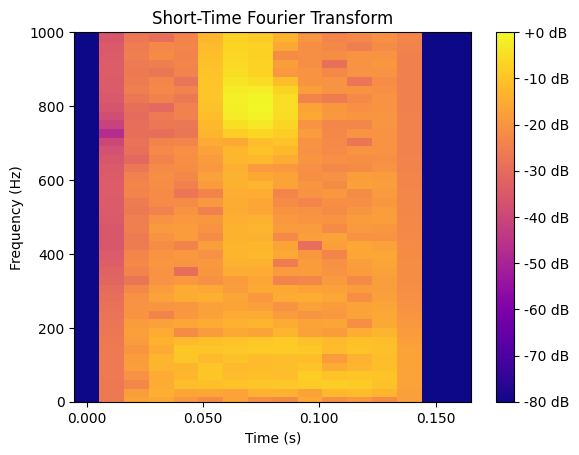 Short-Time Fourier Transform
1000
800
600
400
200
0
Frequency (Hz)
0.000
0.050
0.100
0.150
Time (s)
+0 dB
-10 dB
-20 dB
-30 dB
-40 dB
-50 dB
-60 dB
-70 dB
-80 dB